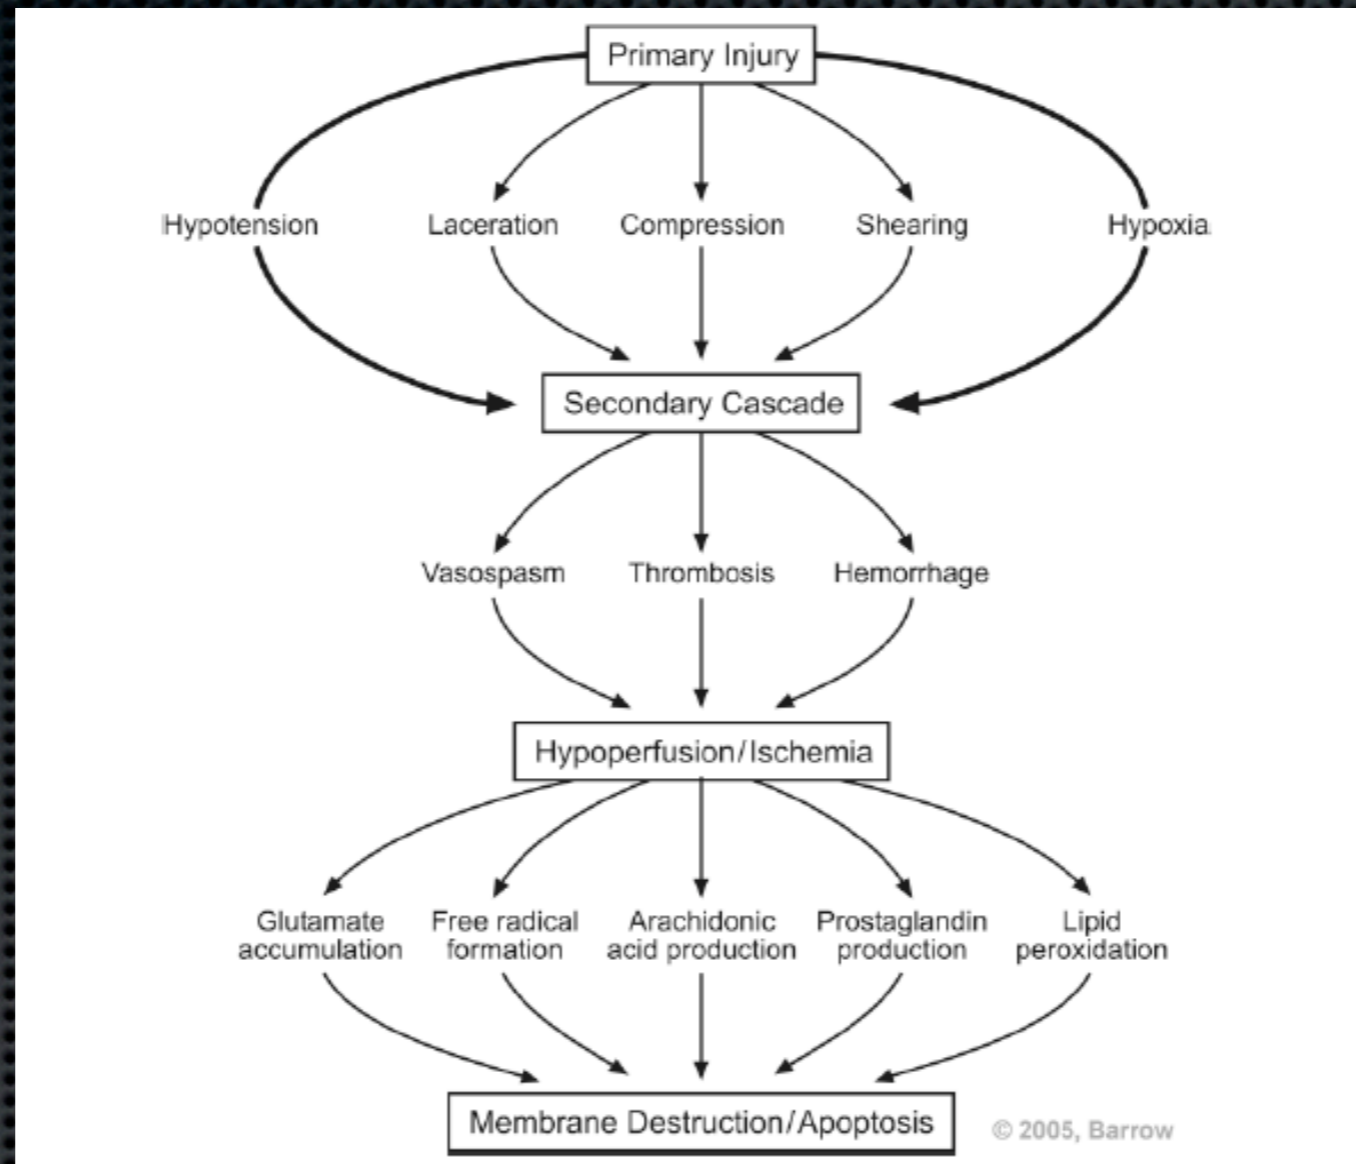 Primary Injury
Hypotension
Laceration
Compression
Shearing
Hypoxia
Secondary Cascade
Vasospasm
Thrombosis
Hemorrhage
Hypoperfusion/Ischemia
Glutamate
accumulation
Free radical
formation
Arachidonic
acid production
Prostaglandin
production
Lipid
peroxidation
Membrane Destruction/Apoptosis
© 2005, Barrow